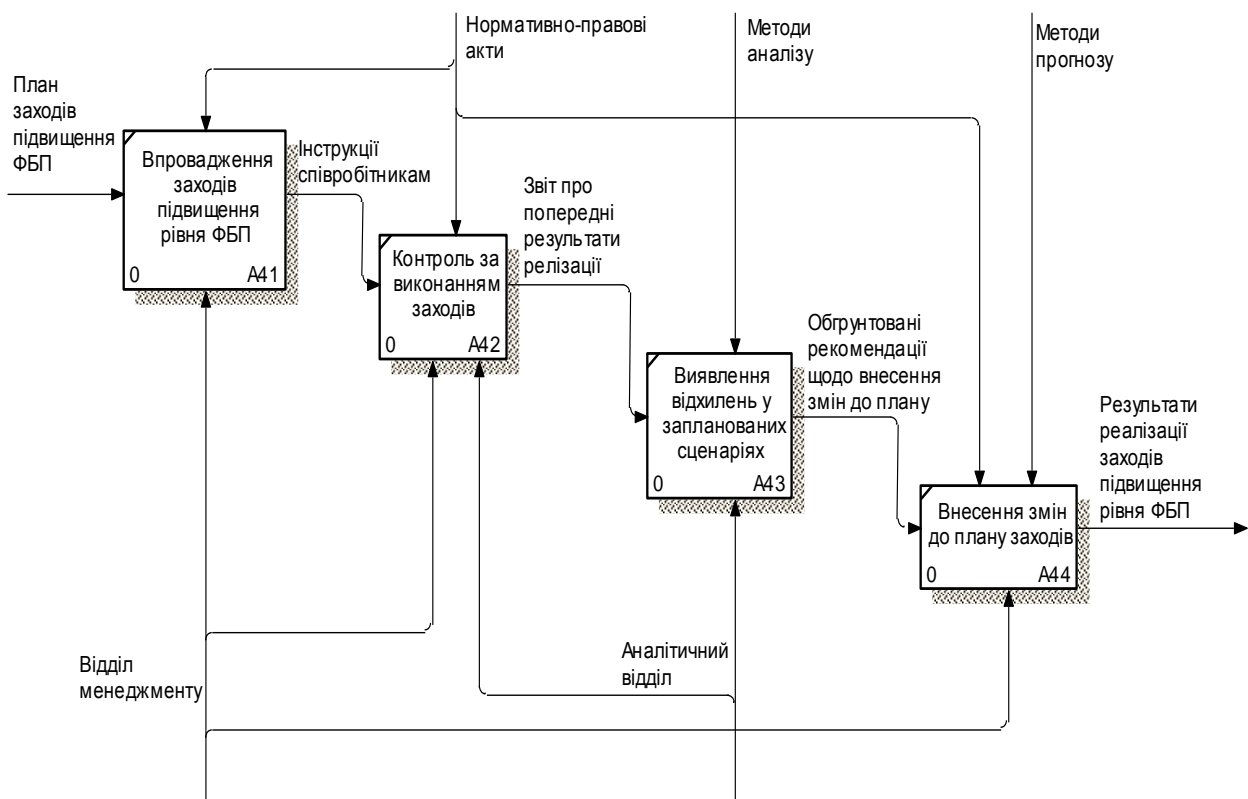 Нормативно-правові
акти
Методи
аналізу
Методи
прогнозу
План
заходів
підвищення
ФБП
Впровадження
заходів
підвищення
рівня ФБП
0 A41
Інструкції
співробітникам
Контроль за
виконанням
заходів
0 A42
Звіт про
попередні
результати
релізації
Виявлення
відхилень у
запланованих
сценаріях
0 A43
Обгрунтовані
рекомендації
щодо внесення
змін до плану
Внесення змін
до плану заходів
0 A44
Результати
реалізації
заходів
підвищення
рівня ФБП
Відділ
менеджменту
Аналітичний
відділ